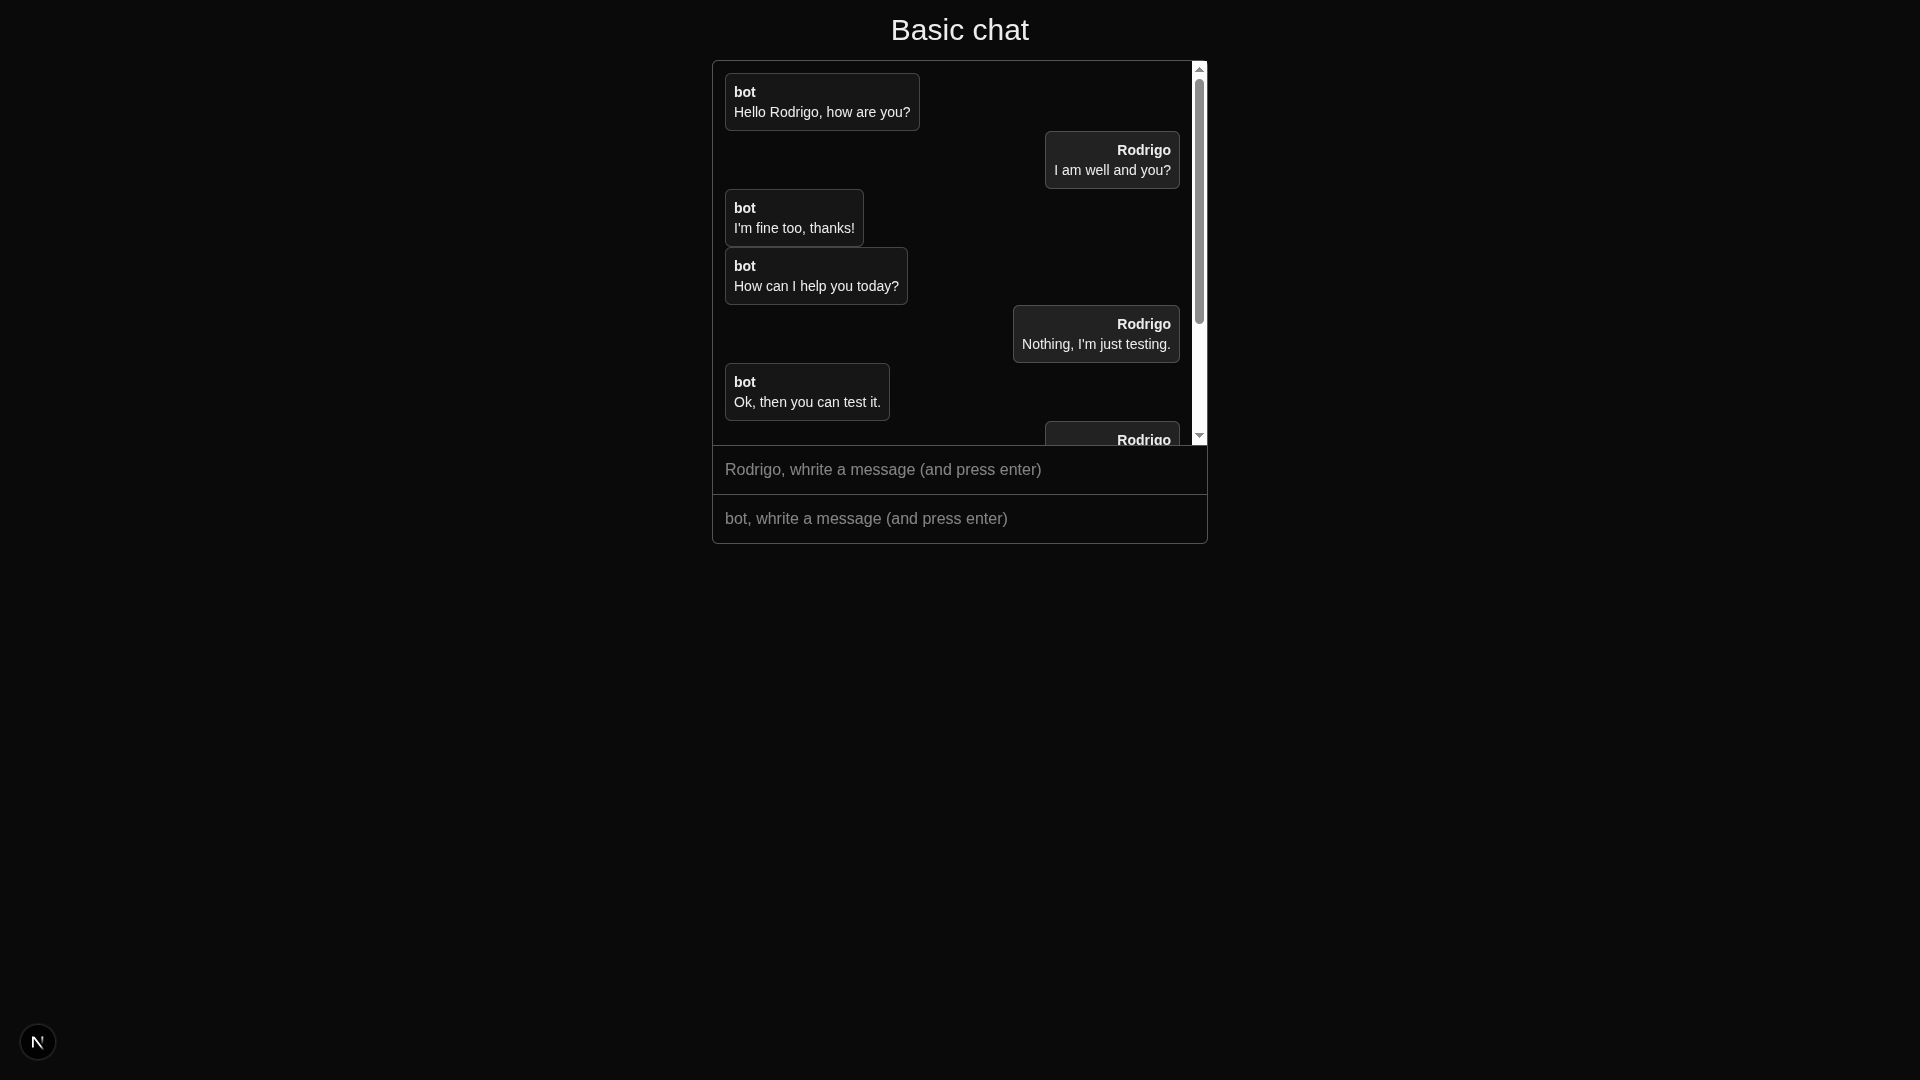 Basic chat
bot
Hello Rodrigo, how are you?
Rodrigo
I am well and you?
bot
I'm fine too, thanks!
bot
How can I help you today?
Rodrigo
Nothing, I'm just testing.
bot
Ok, then you can test it.
Rodrigo
Rodrigo, whrite a message (and press enter)
bot, whrite a message (and press enter)
N